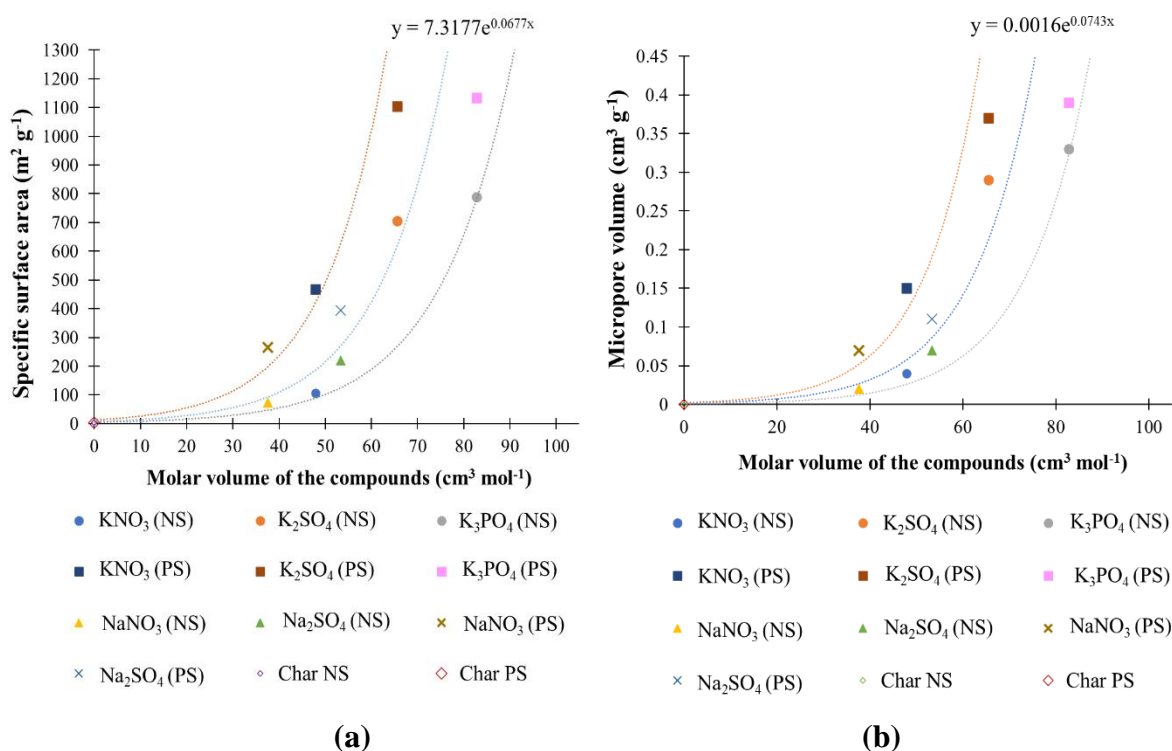 y = 7.3177e^0.0677x
1300
1200
1100
1000
900
800
700
600
500
400
300
200
100
0
Specific surface area (m² g⁻¹)
0 10 20 30 40 50 60 70 80 90 100
Molar volume of the compounds (cm³ mol⁻¹)
KNO₃ (NS) K₂SO₄ (NS) K₃PO₄ (NS)
KNO₃ (PS) K₂SO₄ (PS) K₃PO₄ (PS)
NaNO₃ (NS) Na₂SO₄ (NS) NaNO₃ (PS)
Na₂SO₄ (PS) Char NS Char PS
(a)
y = 0.0016e^0.0743x
0.45
0.4
0.35
0.3
0.25
0.2
0.15
0.1
0.05
0
Micropore volume (cm³ g⁻¹)
0 20 40 60 80 100
Molar volume of the compounds (cm³ mol⁻¹)
KNO₃ (NS) K₂SO₄ (NS) K₃PO₄ (NS)
KNO₃ (PS) K₂SO₄ (PS) K₃PO₄ (PS)
NaNO₃ (NS) Na₂SO₄ (NS) NaNO₃ (PS)
Na₂SO₄ (PS) Char NS Char PS
(b)